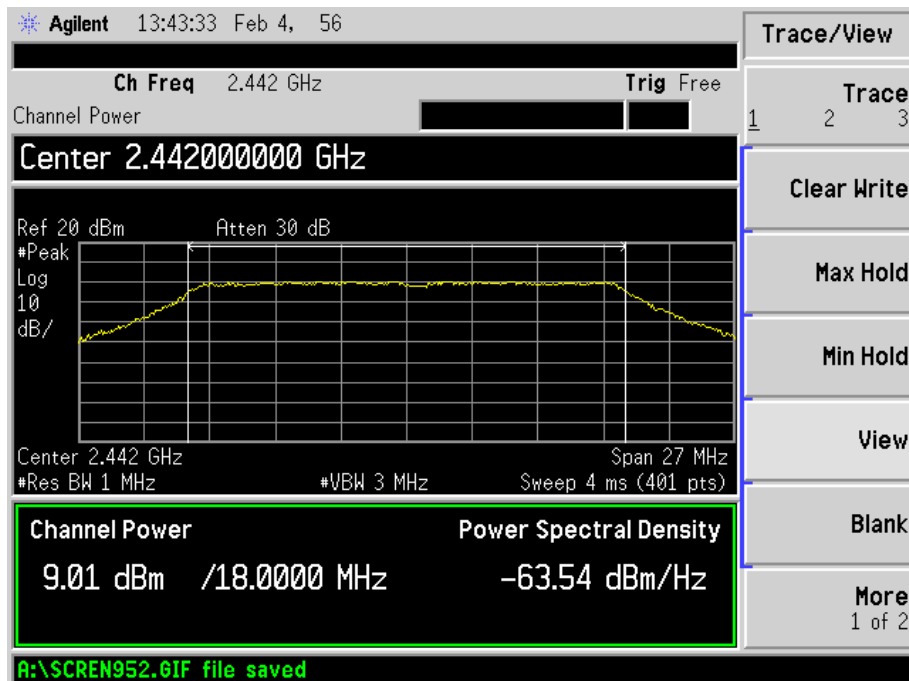 Agilent 13:43:33 Feb 4, 56
Trace/View
Ch Freq 2.442 GHz Trig Free
Channel Power
Trace
1 2 3
Center 2.442000000 GHz
Clear Write
Ref 20 dBm Atten 30 dB
#Peak
Log
10
dB/
Max Hold
Min Hold
Center 2.442 GHz Span 27 MHz
#Res BW 1 MHz #VBW 3 MHz Sweep 4 ms (401 pts)
View
Channel Power Power Spectral Density
9.01 dBm /18.0000 MHz -63.54 dBm/Hz
Blank
More
1 of 2
A:\SCREN952.GIF file saved